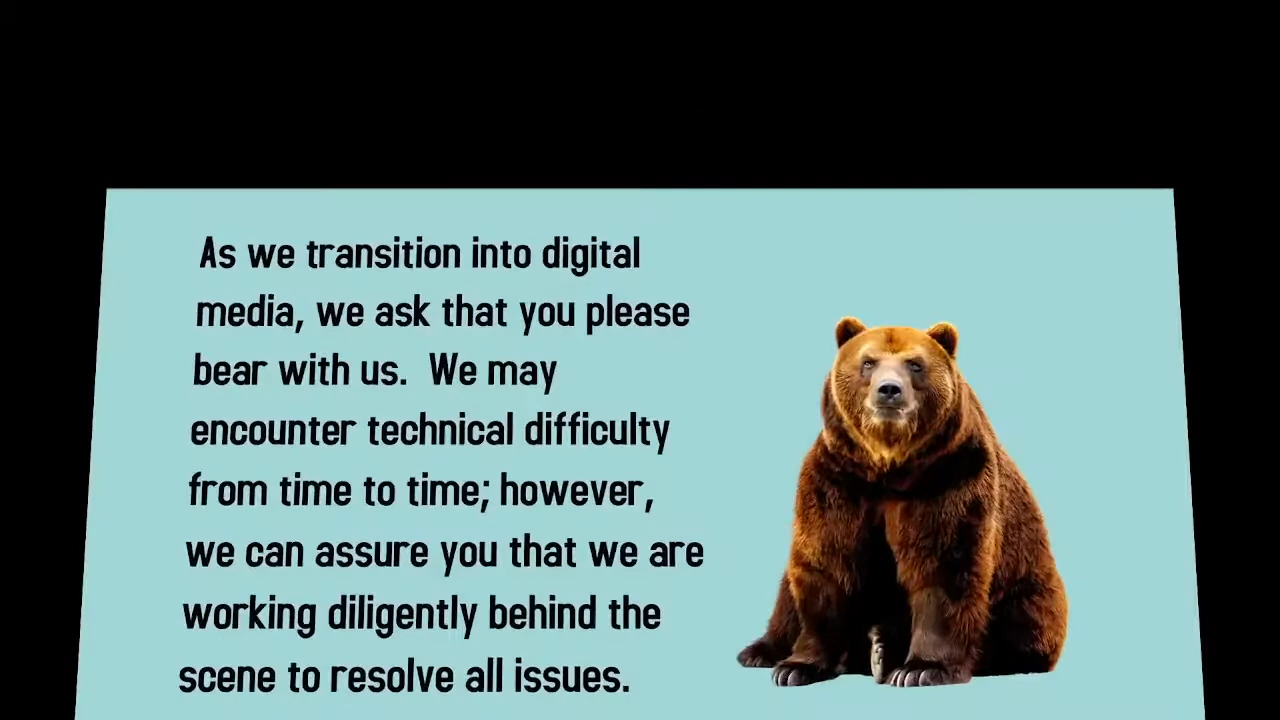 As we transition into digital
media, we ask that you please
bear with us.  We may
encounter technical difficulty
from time to time; however,
we can assure you that we are
working diligently behind the
scene to resolve all issues.